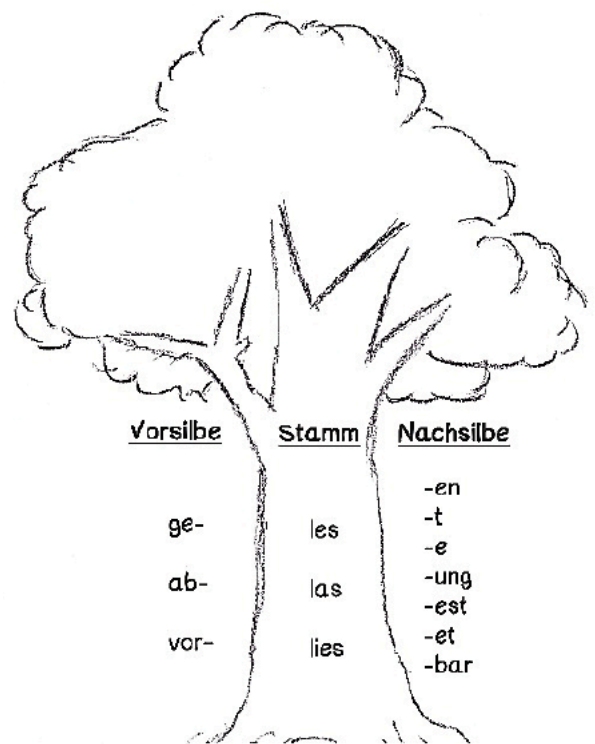 Vorsilbe Stamm Nachsilbe
-en
ge- les -t
-e
ab- las -ung
-est
vor- lies -et
-bar